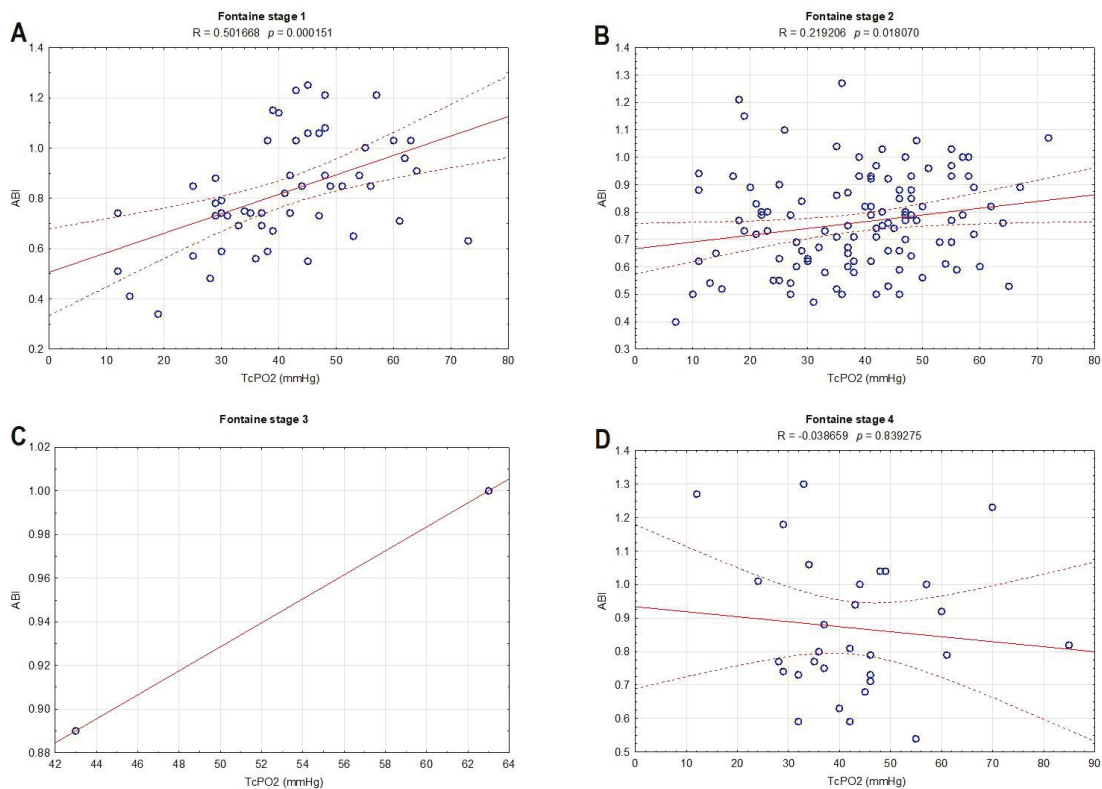 A
Fontaine stage 1
R = 0.501668 p = 0.000151
1.4
1.2
1.0
0.8
0.6
0.4
0.2
ABI
0 10 20 30 40 50 60 70 80
TcPO2 (mmHg)
B
Fontaine stage 2
R = 0.219206 p = 0.018070
1.4
1.3
1.2
1.1
1.0
0.9
0.8
0.7
0.6
0.5
0.4
0.3
ABI
0 10 20 30 40 50 60 70 80
TcPO2 (mmHg)
C
Fontaine stage 3
1.02
1.00
0.98
0.96
0.94
0.92
0.90
0.88
ABI
42 44 46 48 50 52 54 56 58 60 62 64
TcPO2 (mmHg)
D
Fontaine stage 4
R = -0.038659 p = 0.839275
1.4
1.3
1.2
1.1
1.0
0.9
0.8
0.7
0.6
0.5
ABI
0 10 20 30 40 50 60 70 80 90
TcPO2 (mmHg)